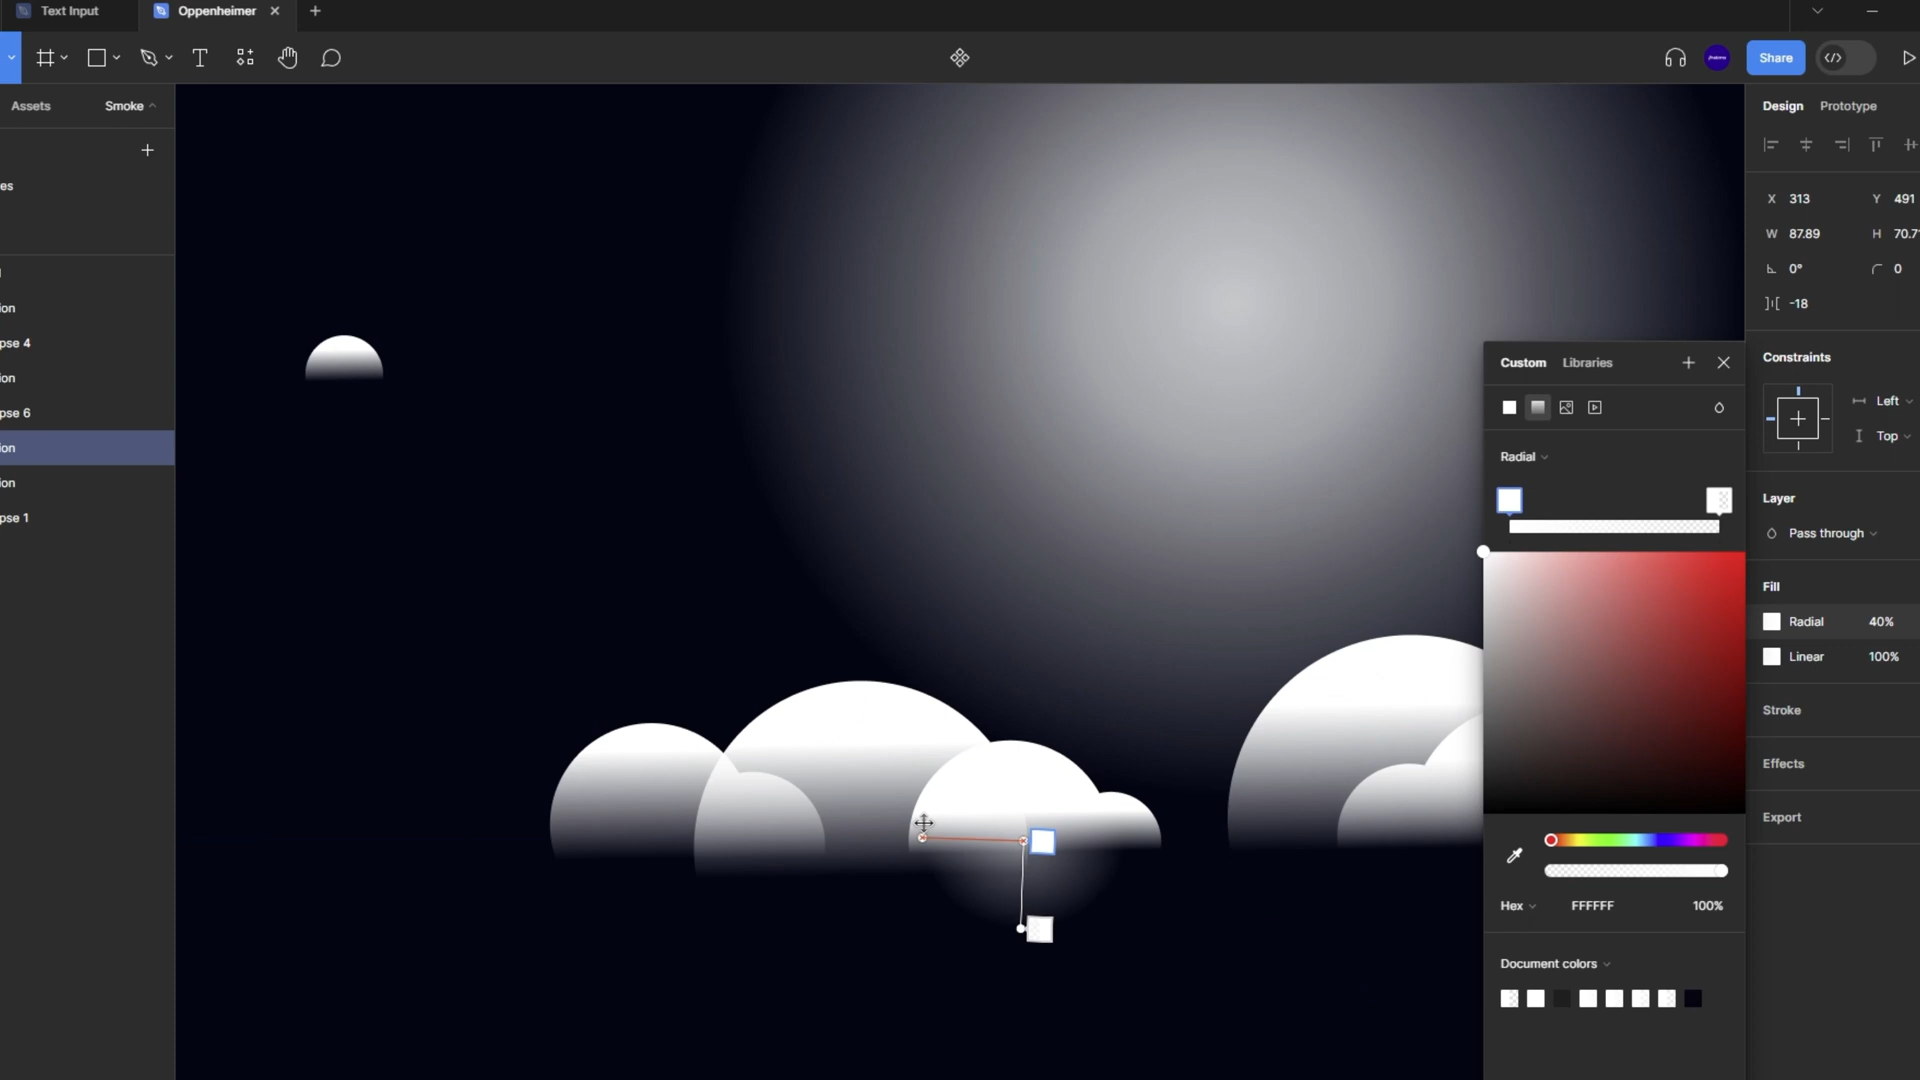 Text Input
Oppenheimer
Share
Assets
Smoke
es
ion
pse 4
ion
pse 6
ion
ion
pse 1
Design Prototype
X 313 Y 491
W 87.89 H 70.7
0° 0
-18
Constraints
Left
Top
Layer
Pass through
Fill
Radial 40%
Linear 100%
Stroke
Effects
Export
Custom Libraries
Radial
Hex FFFFFF 100%
Document colors